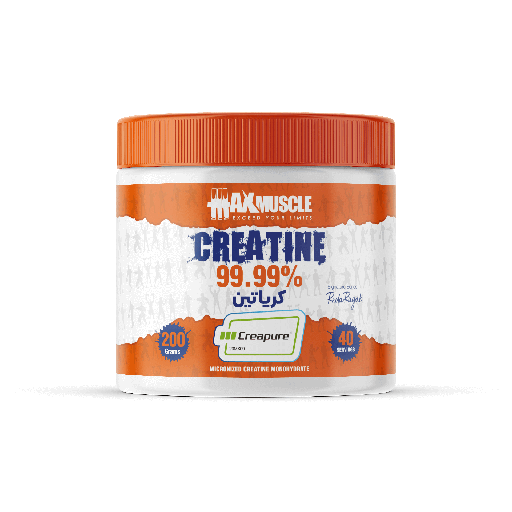 MAXMUSCLE
EXCEED YOUR LIMITS
CREATINE
99.99%
كرياتين
Creapure
200
Grams
40
SERVINGS
MICRONIZED CREATINE MONOHYDRATE